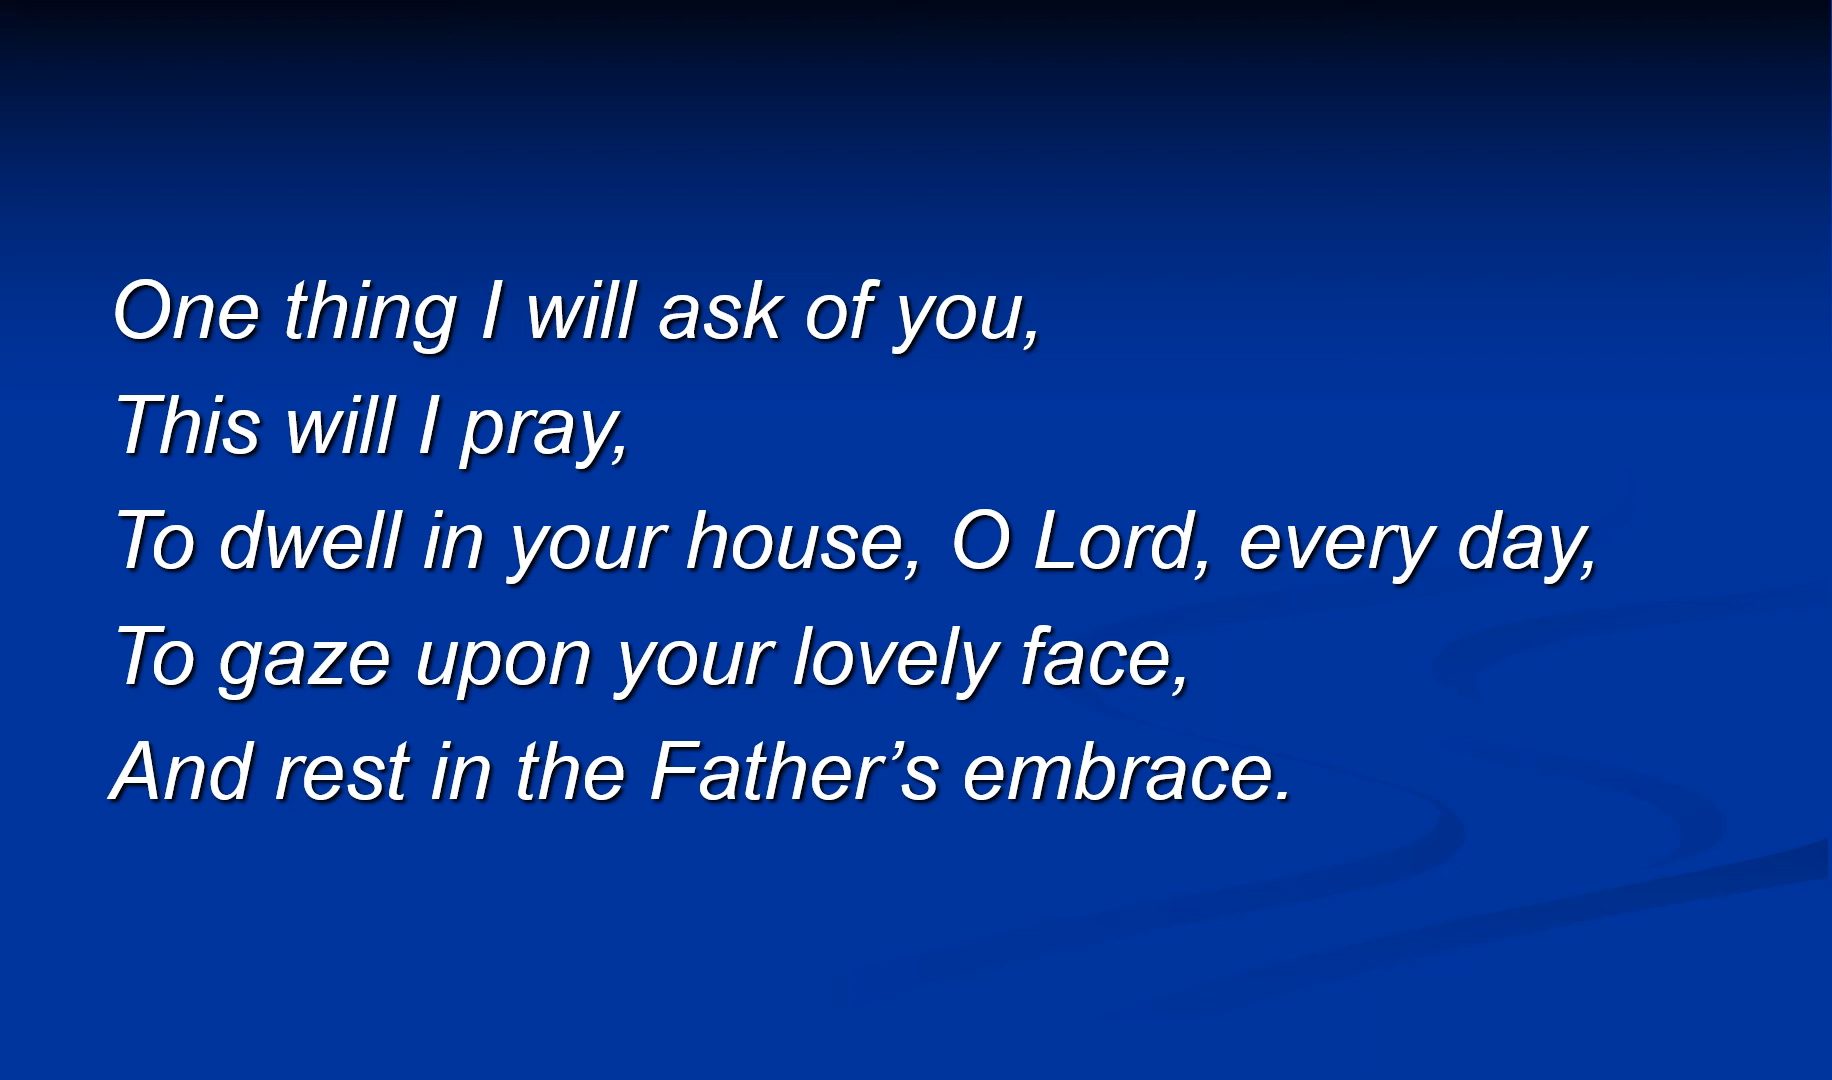 One thing I will ask of you,
This will I pray,
To dwell in your house, O Lord, every day,
To gaze upon your lovely face,
And rest in the Father’s embrace.